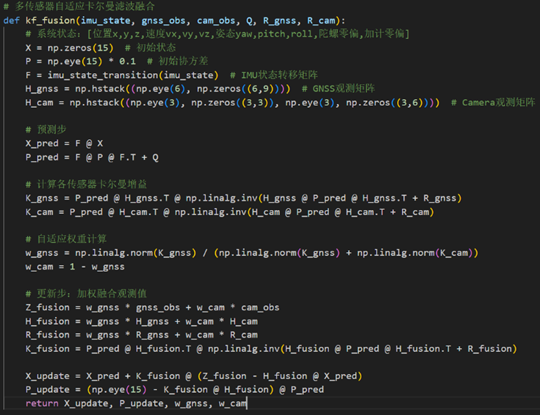 # 多传感器自适应卡尔曼滤波融合
def kf_fusion(imu_state, gnss_obs, cam_obs, Q, R_gnss, R_cam):
    # 系统状态：[位置x,y,z,速度vx,vy,vz,姿态yaw,pitch,roll,陀螺零偏,加计零偏]
    X = np.zeros(15)  # 初始状态
    P = np.eye(15) * 0.1  # 初始协方差
    F = imu_state_transition(imu_state)  # IMU状态转移矩阵
    H_gnss = np.hstack((np.eye(6), np.zeros((6,9))))  # GNSS观测矩阵
    H_cam = np.hstack((np.eye(3), np.zeros((3,3)), np.eye(3), np.zeros((3,6))))  # Camera观测矩阵

    # 预测步
    X_pred = F @ X
    P_pred = F @ P @ F.T + Q

    # 计算各传感器卡尔曼增益
    K_gnss = P_pred @ H_gnss.T @ np.linalg.inv(H_gnss @ P_pred @ H_gnss.T + R_gnss)
    K_cam = P_pred @ H_cam.T @ np.linalg.inv(H_cam @ P_pred @ H_cam.T + R_cam)

    # 自适应权重计算
    w_gnss = np.linalg.norm(K_gnss) / (np.linalg.norm(K_gnss) + np.linalg.norm(K_cam))
    w_cam = 1 - w_gnss

    # 更新步：加权融合观测值
    Z_fusion = w_gnss * gnss_obs + w_cam * cam_obs
    H_fusion = w_gnss * H_gnss + w_cam * H_cam
    R_fusion = w_gnss * R_gnss + w_cam * R_cam
    K_fusion = P_pred @ H_fusion.T @ np.linalg.inv(H_fusion @ P_pred @ H_fusion.T + R_fusion)

    X_update = X_pred + K_fusion @ (Z_fusion - H_fusion @ X_pred)
    P_update = (np.eye(15) - K_fusion @ H_fusion) @ P_pred
    return X_update, P_update, w_gnss, w_cam